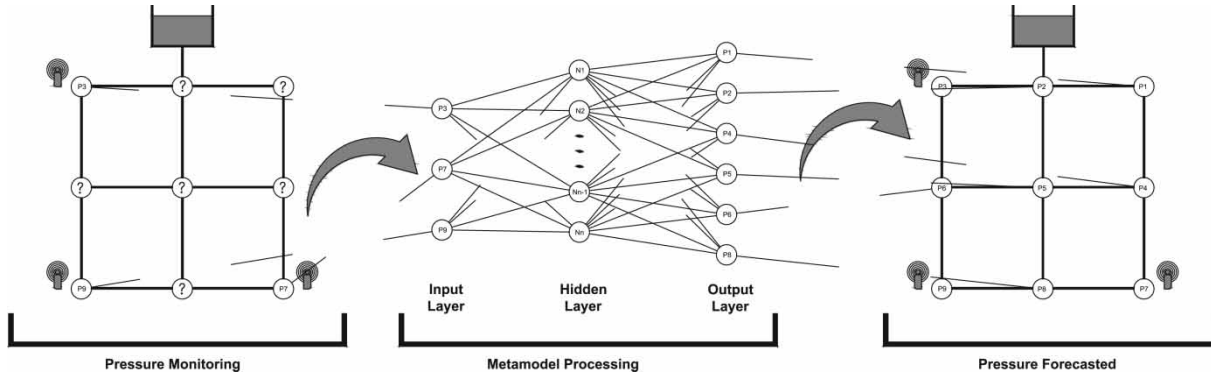 P3 ? ?
? ? ?
P9 ? P7
Pressure Monitoring
P3
P7
P9
Input
Layer
N1
N2
Nn-1
Nn
Hidden
Layer
P1
P2
P4
P5
P6
P8
Output
Layer
Metamodel Processing
P3 P2 P1
P6 P5 P4
P9 P8 P7
Pressure Forecasted